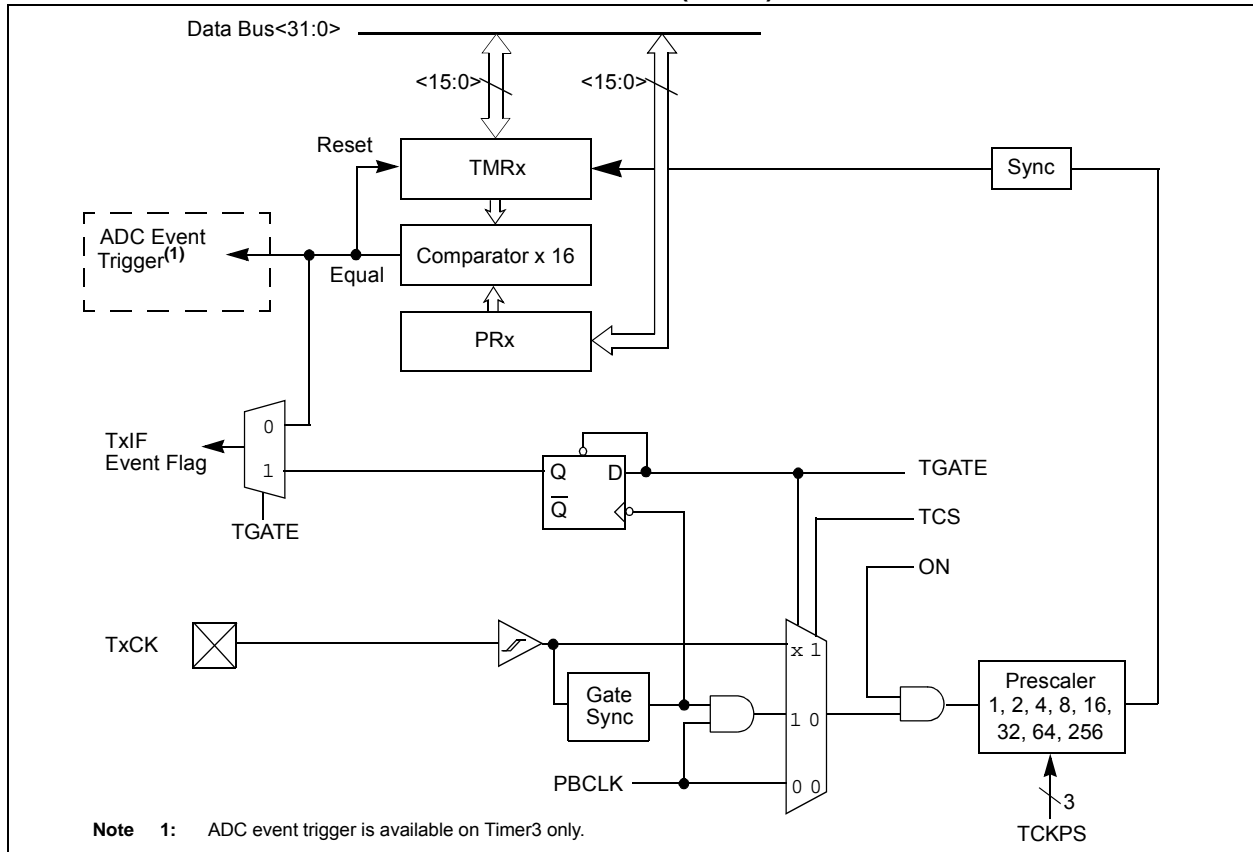 Data Bus<31:0>
<15:0>
<15:0>
Reset
TMRx
Sync
ADC Event
Trigger(1)
Equal
Comparator x 16
PRx
0
TxIF
Event Flag
1
Q D
Q
TGATE
TGATE
TCS
ON
TxCK
x 1
Gate
Sync
1 0
Prescaler
1, 2, 4, 8, 16,
32, 64, 256
PBCLK
0 0
3
TCKPS
Note 1: ADC event trigger is available on Timer3 only.